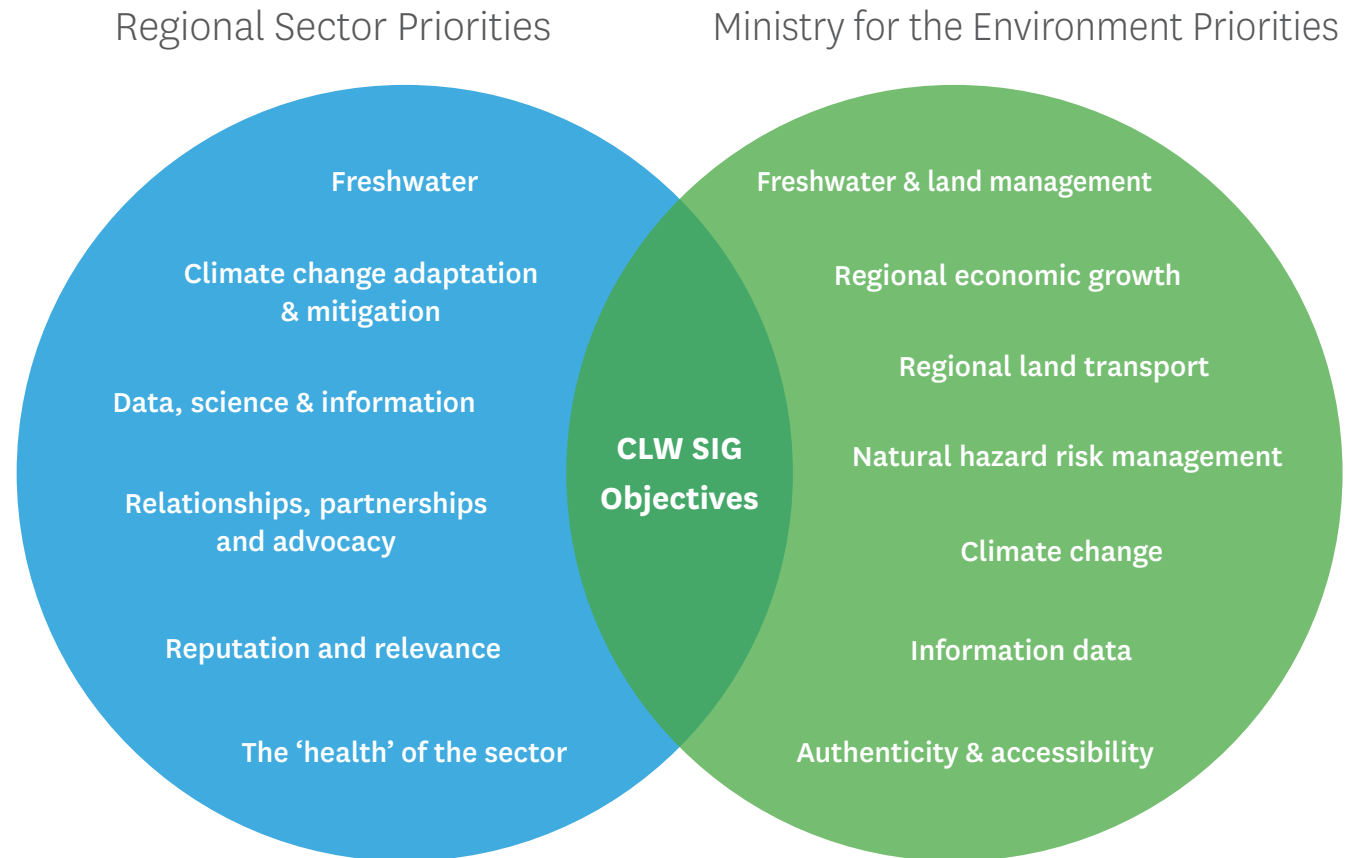 Regional Sector Priorities
Ministry for the Environment Priorities
Freshwater
Climate change adaptation
& mitigation
Data, science & information
Relationships, partnerships
and advocacy
Reputation and relevance
The ‘health’ of the sector
CLW SIG
Objectives
Freshwater & land management
Regional economic growth
Regional land transport
Natural hazard risk management
Climate change
Information data
Authenticity & accessibility